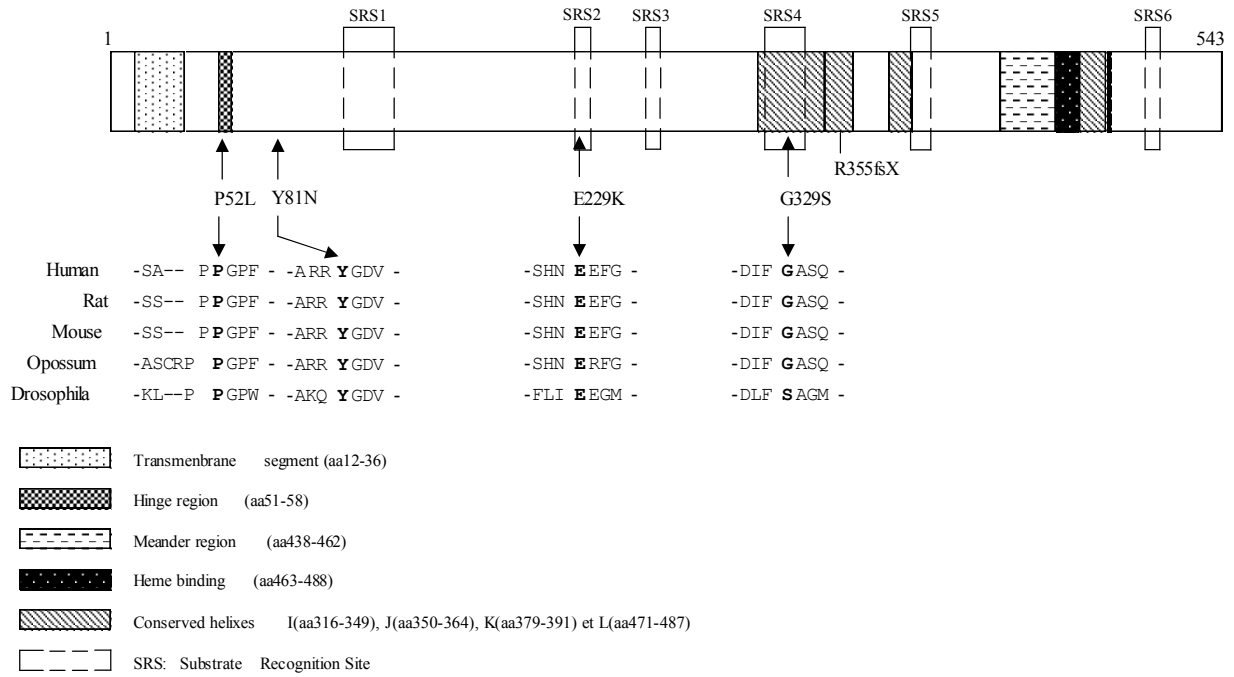 SRS1 SRS2 SRS3 SRS4 SRS5 SRS6
1 543
R355fsX
P52L Y81N E229K G329S
Human -SA-- P PGPF - -ARR YGDV - -SHN EEFG - -DIF GASQ -
Rat -SS-- P PGPF - -ARR YGDV - -SHN EEFG - -DIF GASQ -
Mouse -SS-- P PGPF - -ARR YGDV - -SHN EEFG - -DIF GASQ -
Opossum -ASCRP PGPF - -ARR YGDV - -SHN ERFG - -DIF GASQ -
Drosophila -KL--P PGPW - -AKQ YGDV - -FLI EEGM - -DLF SAGM -
Transmenbrane segment (aa12-36)
Hinge region (aa51-58)
Meander region (aa438-462)
Heme binding (aa463-488)
Conserved helixes I(aa316-349), J(aa350-364), K(aa379-391) et L(aa471-487)
SRS: Substrate Recognition Site